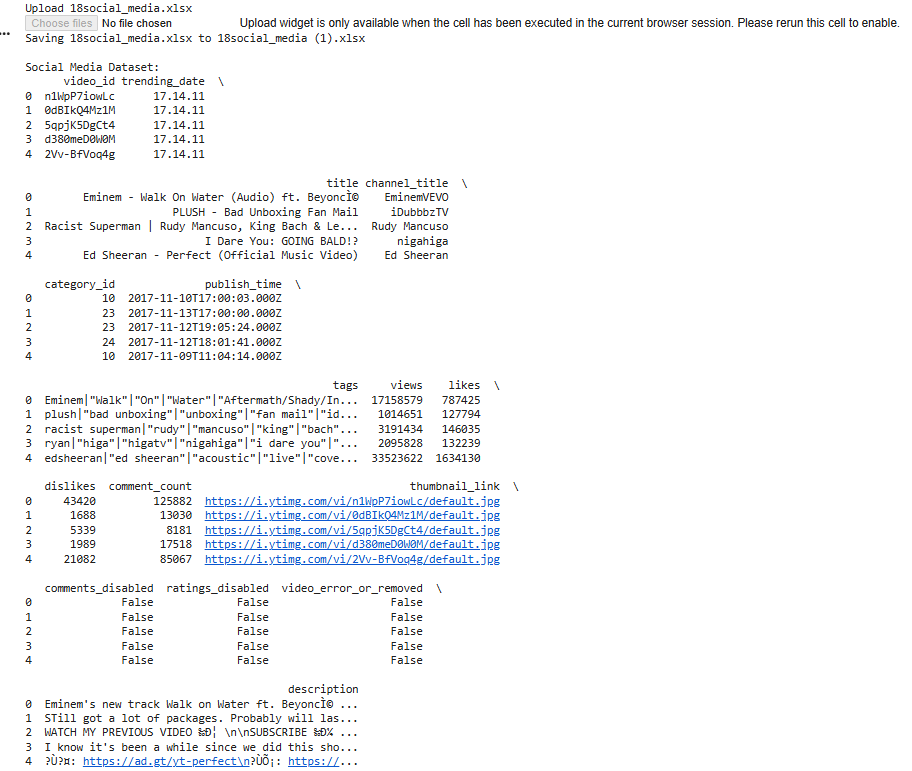 Upload 18social_media.xlsx
Choose files No file chosen Upload widget is only available when the cell has been executed in the current browser session. Please rerun this cell to enable.
Saving 18social_media.xlsx to 18social_media (1).xlsx
Social Media Dataset:
video_id trending_date \
0 n1WpP7iowLc 17.14.11
1 0dBIkQ4Mz1M 17.14.11
2 5qpjK5DgCt4 17.14.11
3 d380meD0W0M 17.14.11
4 2Vv-BfVoq4g 17.14.11
title channel_title \
0 Eminem - Walk On Water (Audio) ft. BeyoncÌ© EminemVEVO
1 PLUSH - Bad Unboxing Fan Mail iDubbbzTV
2 Racist Superman | Rudy Mancuso, King Bach & Le... Rudy Mancuso
3 I Dare You: GOING BALD!? nigahiga
4 Ed Sheeran - Perfect (Official Music Video) Ed Sheeran
category_id publish_time \
0 10 2017-11-10T17:00:03.000Z
1 23 2017-11-13T17:00:00.000Z
2 23 2017-11-12T19:05:24.000Z
3 24 2017-11-12T18:01:41.000Z
4 10 2017-11-09T11:04:14.000Z
tags views likes \
0 Eminem|"Walk"|"On"|"Water"|"Aftermath/Shady/In... 17158579 787425
1 plush|"bad unboxing"|"unboxing"|"fan mail"|"id... 1014651 127794
2 racist superman|"rudy"|"mancuso"|"king"|"bach"... 3191434 146035
3 ryan|"higa"|"higatv"|"nigahiga"|"i dare you"|"... 2095828 132239
4 edsheeran|"ed sheeran"|"acoustic"|"live"|"cove... 33523622 1634130
dislikes comment_count thumbnail_link \
0 43420 125882 https://i.ytimg.com/vi/n1WpP7iowLc/default.jpg
1 1688 13030 https://i.ytimg.com/vi/0dBIkQ4Mz1M/default.jpg
2 5339 8181 https://i.ytimg.com/vi/5qpjK5DgCt4/default.jpg
3 1989 17518 https://i.ytimg.com/vi/d380meD0W0M/default.jpg
4 21082 85067 https://i.ytimg.com/vi/2Vv-BfVoq4g/default.jpg
comments_disabled ratings_disabled video_error_or_removed \
0 False False False
1 False False False
2 False False False
3 False False False
4 False False False
description
0 Eminem's new track Walk on Water ft. BeyoncÌ© ...
1 STill got a lot of packages. Probably will las...
2 WATCH MY PREVIOUS VIDEO ‰Ð¦ \n\nSUBSCRIBE ‰Ð¼ ...
3 I know it's been a while since we did this sho...
4 ?Ù?¤: https://ad.gt/yt-perfect\n?ÙÕ¡: https://...